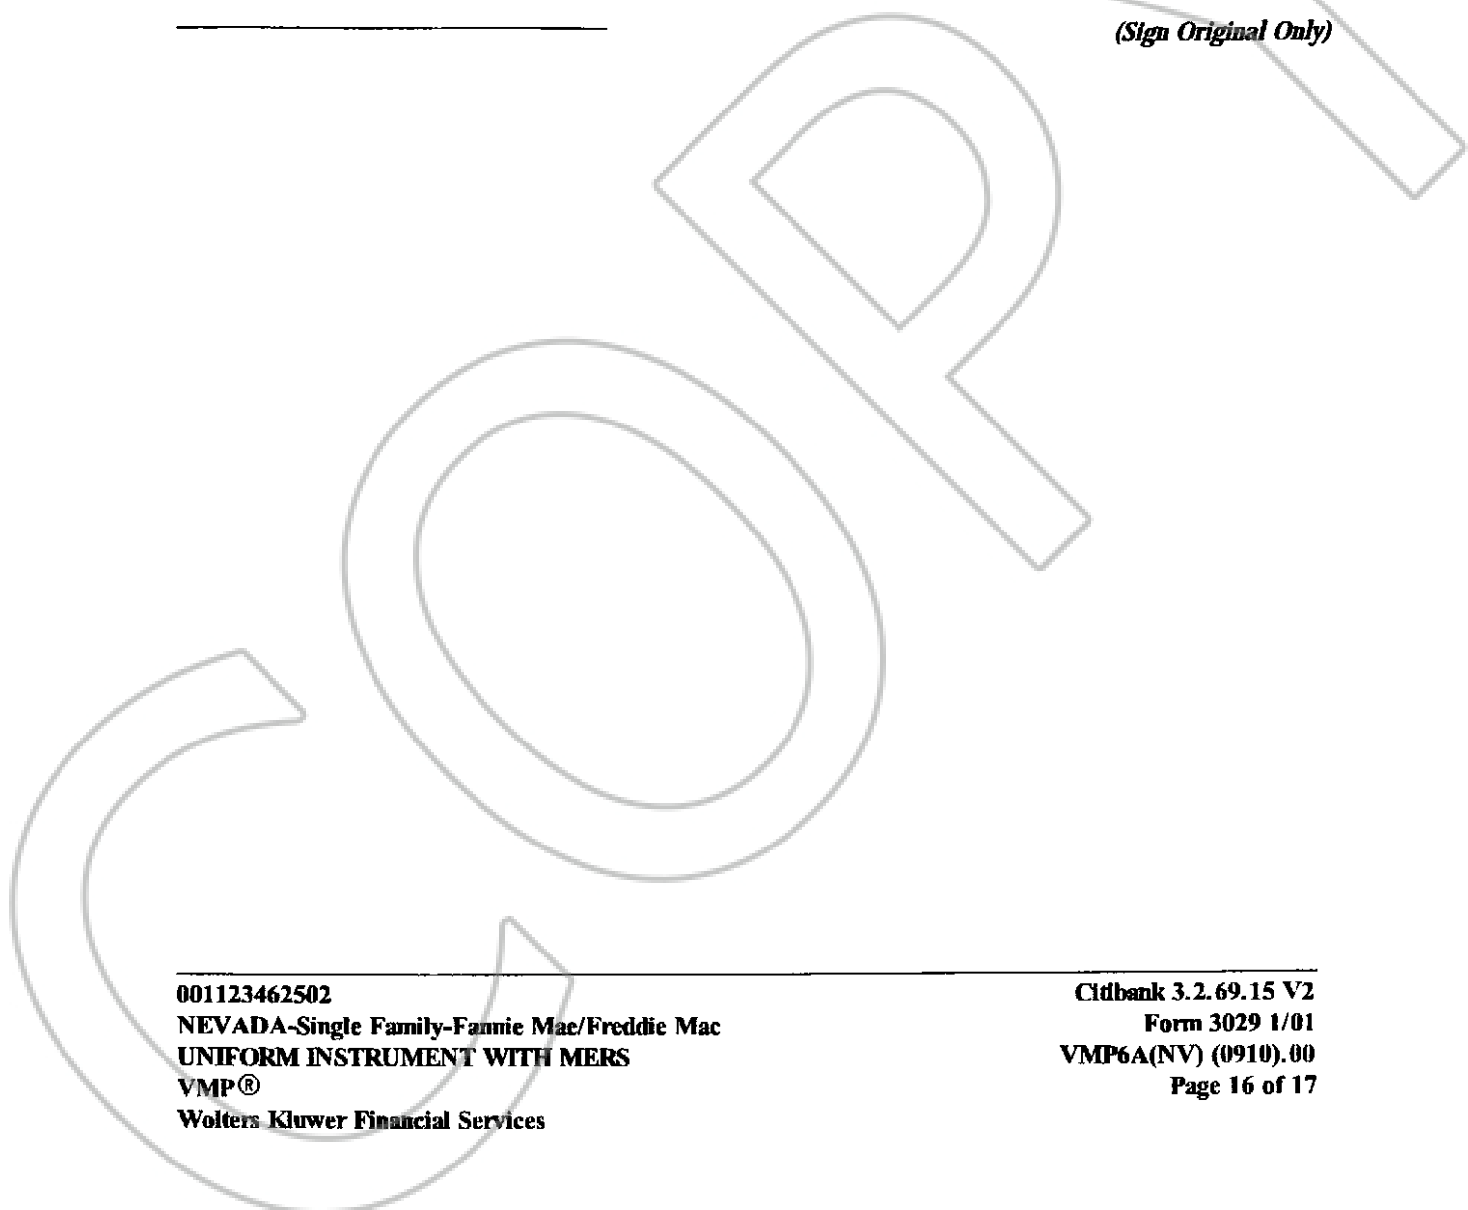 (Sign Original Only)
COPY
001123462502
NEVADA-Single Family-Fannie Mae/Freddie Mac
UNIFORM INSTRUMENT WITH MERS
VMP®
Wolters Kluwer Financial Services
Citibank 3.2.69.15 V2
Form 3029 1/01
VMP6A(NV) (0910).00
Page 16 of 17